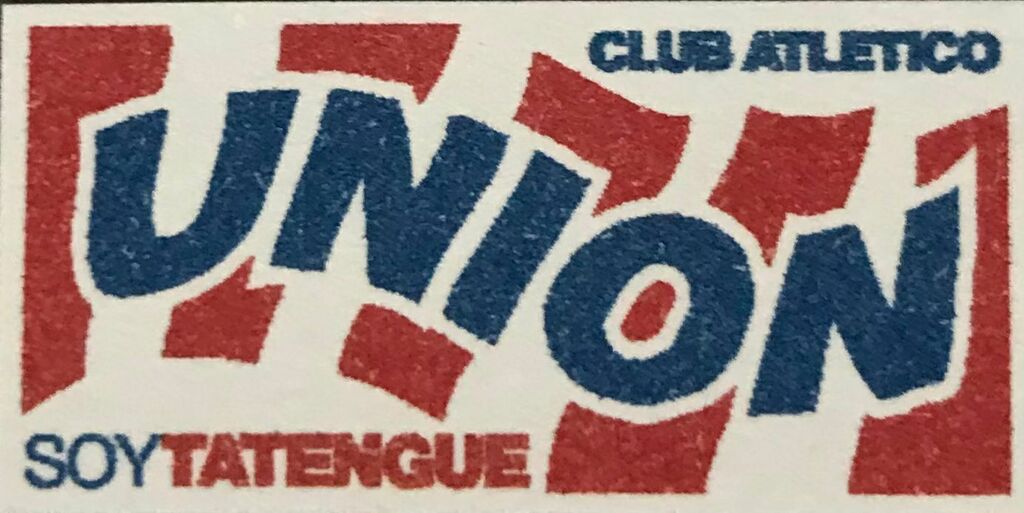 CLUB ATLETICO
UNION
SOYTATENGUE